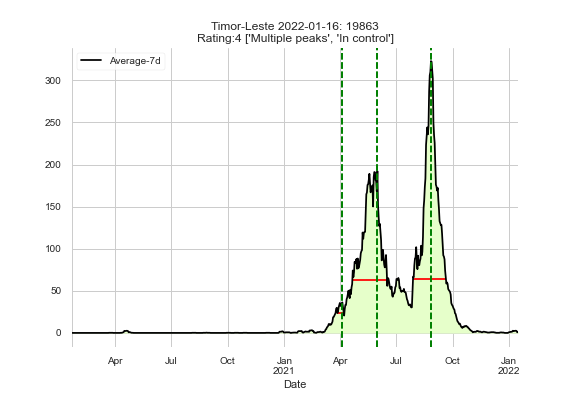 Timor-Leste 2022-01-16: 19863
Rating:4 ['Multiple peaks', 'In control']
Average-7d
300
250
200
150
100
50
0
Apr Jul Oct Jan Apr Jul Oct Jan
2021 2022
Date